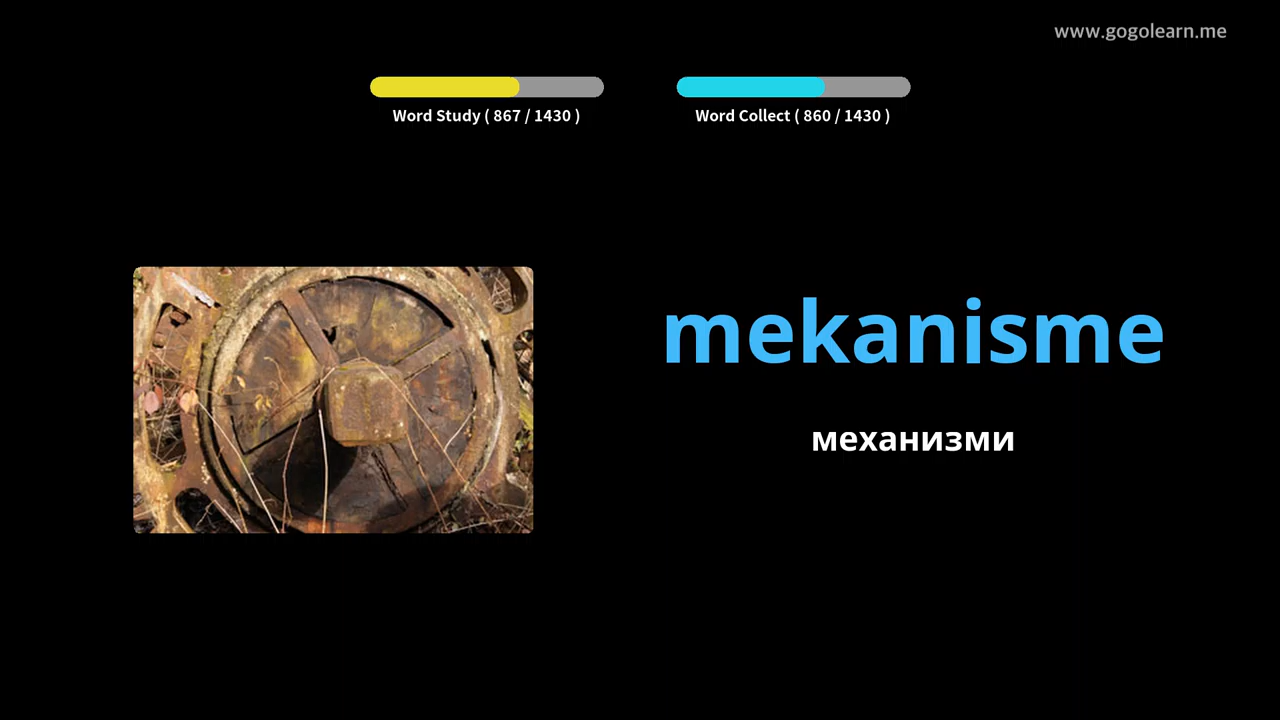 www.gogolearn.me
Word Study ( 867 / 1430 )
Word Collect ( 860 / 1430 )
mekanisme
механизми